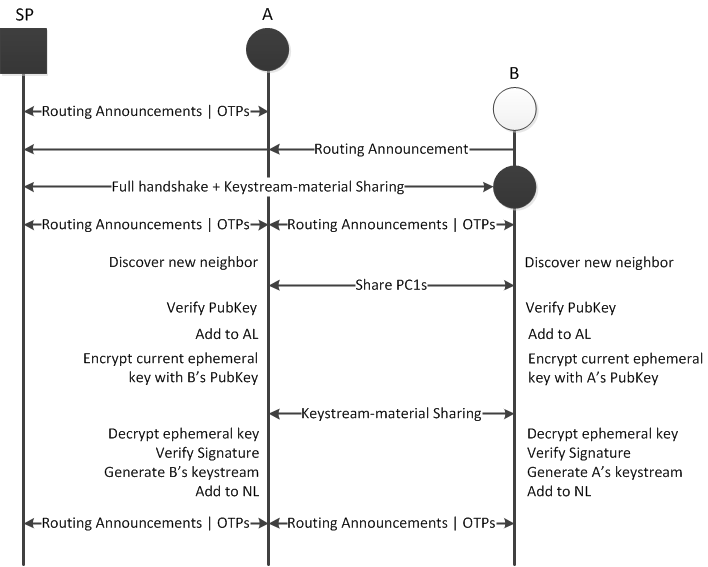 SP
A
B
Routing Announcements | OTPs
Routing Announcement
Full handshake + Keystream-material Sharing
Routing Announcements | OTPs
Routing Announcements | OTPs
Discover new neighbor
Discover new neighbor
Share PC1s
Verify PubKey
Verify PubKey
Add to AL
Add to AL
Encrypt current ephemeral
key with B's PubKey
Encrypt current ephemeral
key with A's PubKey
Keystream-material Sharing
Decrypt ephemeral key
Verify Signature
Generate B's keystream
Add to NL
Decrypt ephemeral key
Verify Signature
Generate A's keystream
Add to NL
Routing Announcements | OTPs
Routing Announcements | OTPs